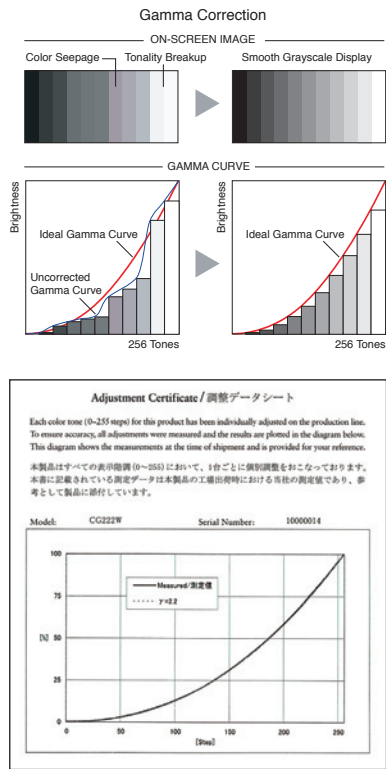 Gamma Correction
ON-SCREEN IMAGE
Color Seepage
Tonality Breakup
Smooth Grayscale Display
GAMMA CURVE
Brightness
Ideal Gamma Curve
Uncorrected
Gamma Curve
256 Tones
Brightness
Ideal Gamma Curve
256 Tones
Adjustment Certificate / 調整データシート
Each color tone (0-255 steps) for this product has been individually adjusted on the production line.
To ensure accuracy, all adjustments were measured and the results are plotted in the diagram below.
This diagram shows the measurements at the time of shipment and is provided for your reference.
本製品はすべての表示階調 (0~255) において、1台ごとに個別調整をおこなっております。
本書に記載されている測定データは本製品の工場出荷時における当社の測定値であり、参
考として製品に添付しています。
Model: CG222W Serial Number: 10000014
100
75
[%] 50
25
0
Measured/測定値
γ=2.2
0 50 100 150 200 250
[Step]